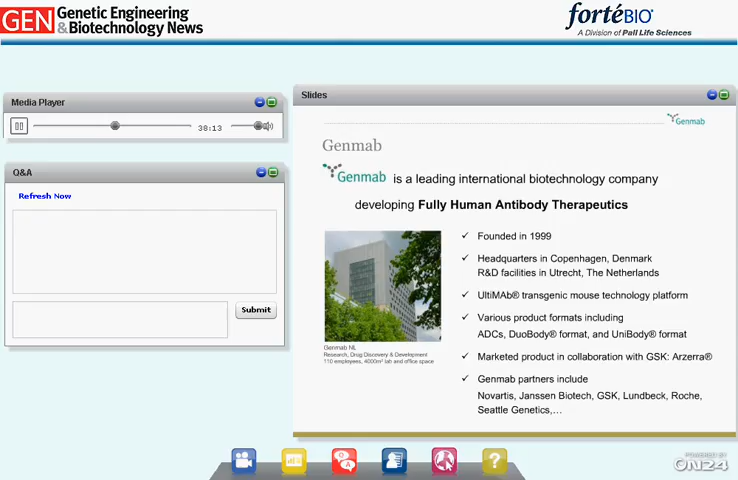 GEN Genetic Engineering
& Biotechnology News
fortéBIO®
A Division of Pall Life Sciences
Media Player
38:13
Q&A
Refresh Now
Submit
Slides
Genmab
Genmab
Genmab is a leading international biotechnology company
developing Fully Human Antibody Therapeutics
✓ Founded in 1999
✓ Headquarters in Copenhagen, Denmark
R&D facilities in Utrecht, The Netherlands
✓ UltiMAb® transgenic mouse technology platform
✓ Various product formats including
ADCs, DuoBody® format, and UniBody® format
✓ Marketed product in collaboration with GSK: Arzerra®
✓ Genmab partners include
Novartis, Janssen Biotech, GSK, Lundbeck, Roche,
Seattle Genetics,…
Genmab NL
Research, Drug Discovery & Development
110 employees, 4000m² lab and office space
Q
A
?
POWERED BY
ON24